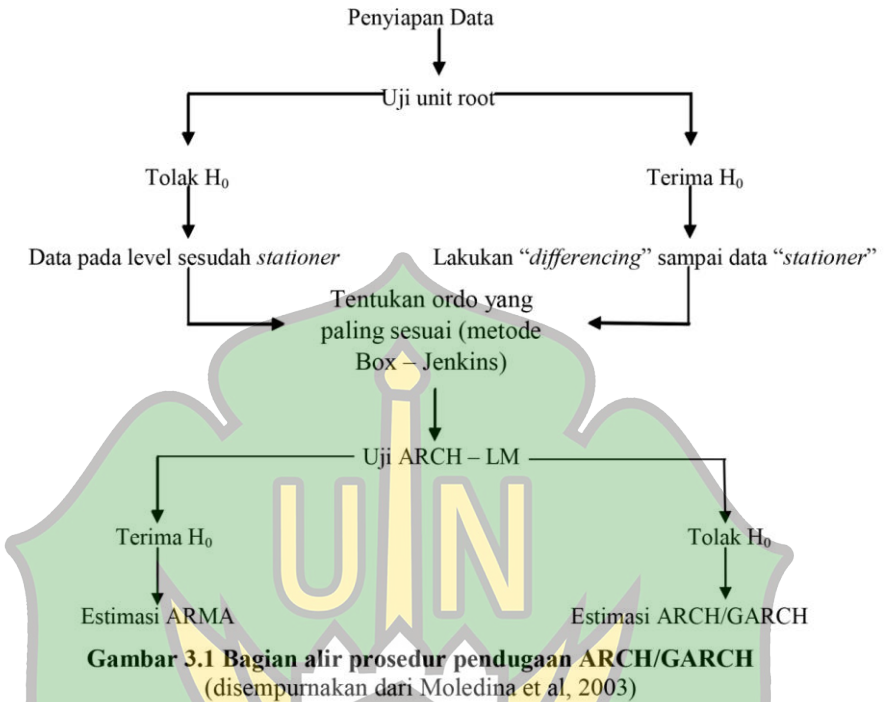 Penyiapan Data
Uji unit root
Tolak H₀
Terima H₀
Data pada level sesudah stationer
Lakukan “differencing” sampai data “stationer”
Tentukan ordo yang
paling sesuai (metode
Box – Jenkins)
Uji ARCH – LM
UIN
Terima H₀
Tolak H₀
Estimasi ARMA
Estimasi ARCH/GARCH
Gambar 3.1 Bagian alir prosedur pendugaan ARCH/GARCH
(disempurnakan dari Moledina et al, 2003)